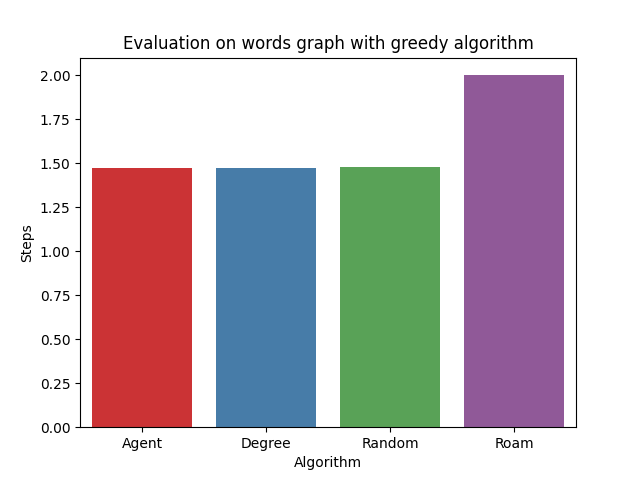 Evaluation on words graph with greedy algorithm
2.00
1.75
1.50
1.25
1.00
0.75
0.50
0.25
0.00
Steps
Agent Degree Random Roam
Algorithm